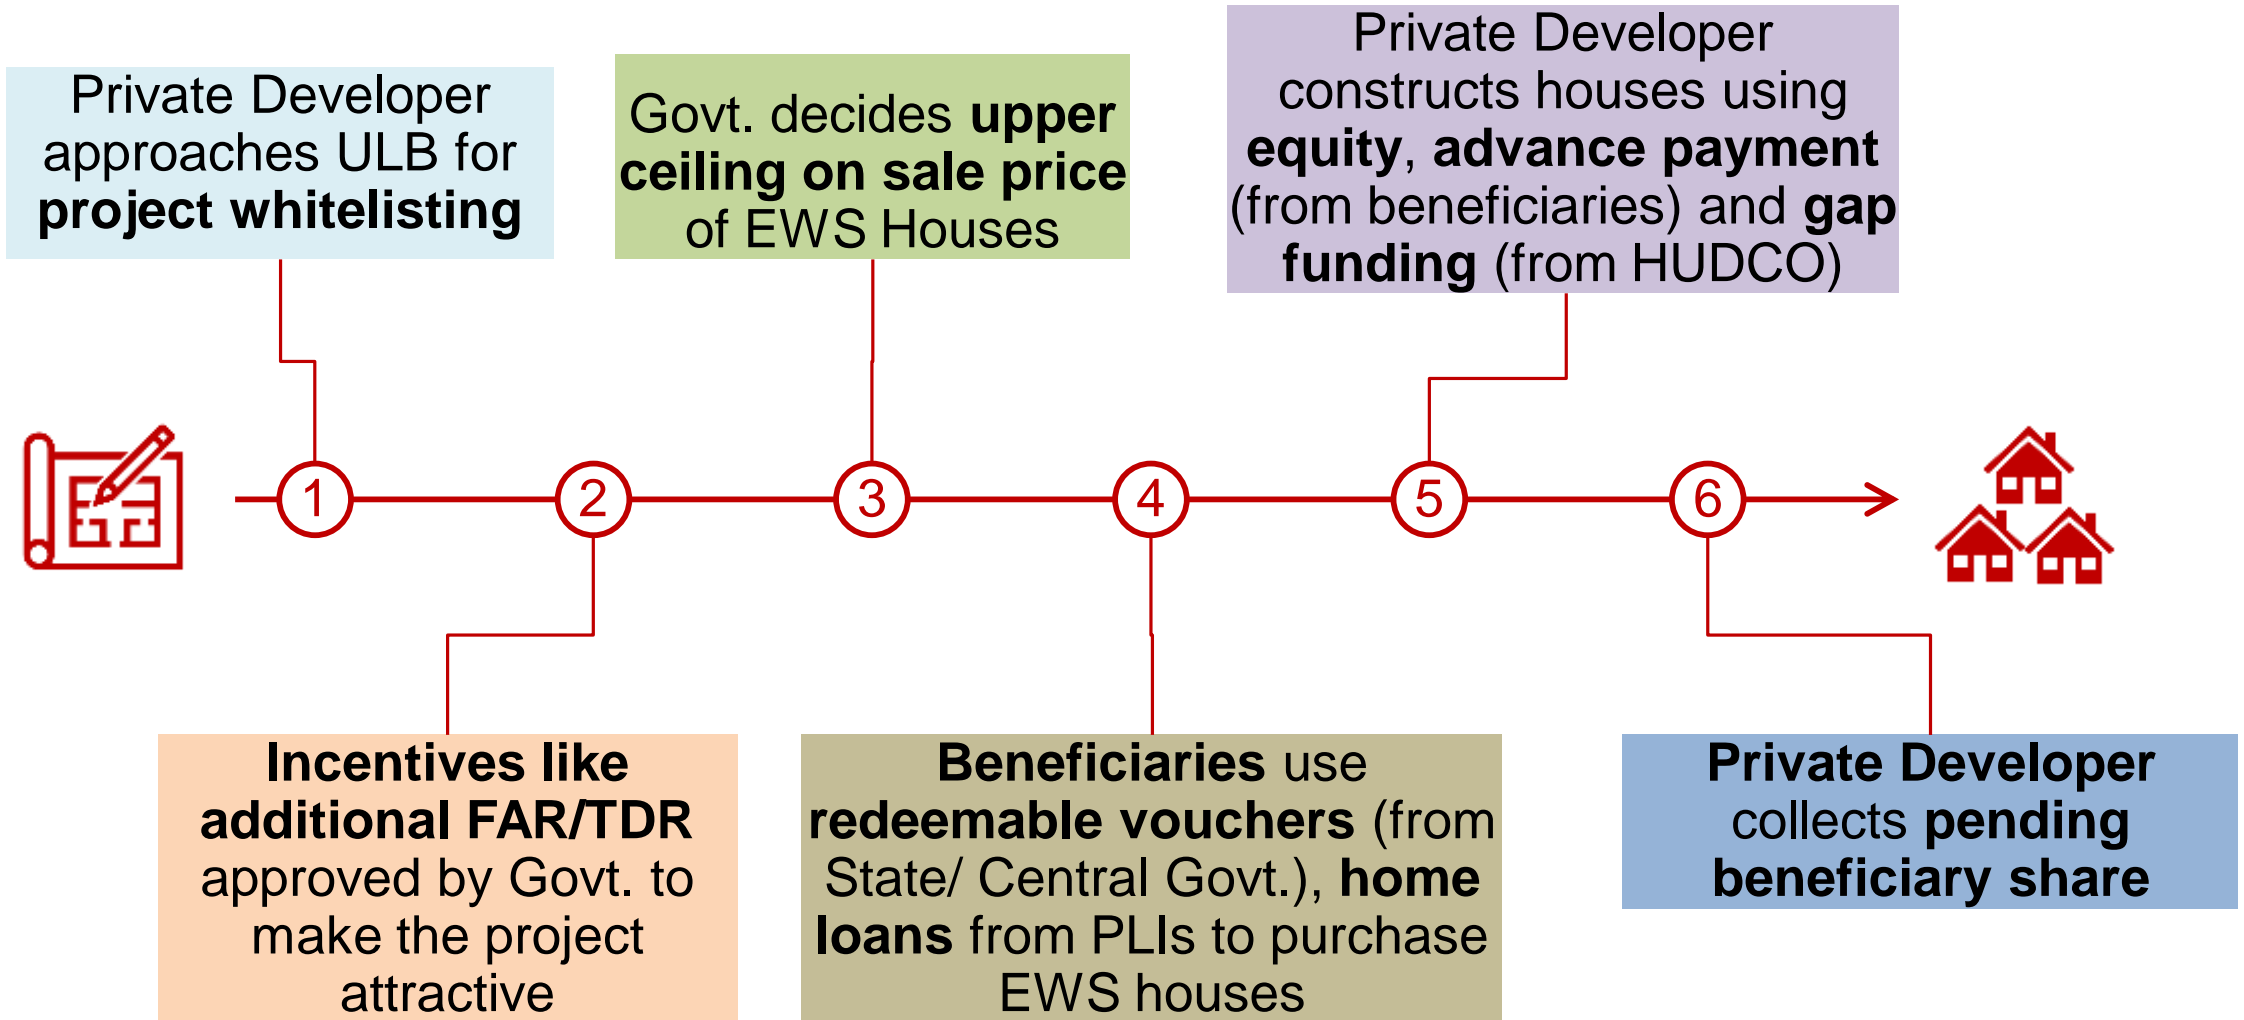 Private Developer
approaches ULB for
project whitelisting
Govt. decides upper
ceiling on sale price
of EWS Houses
Private Developer
constructs houses using
equity, advance payment
(from beneficiaries) and gap
funding (from HUDCO)
1
2
3
4
5
6
Incentives like
additional FAR/TDR
approved by Govt. to
make the project
attractive
Beneficiaries use
redeemable vouchers (from
State/ Central Govt.), home
loans from PLIs to purchase
EWS houses
Private Developer
collects pending
beneficiary share